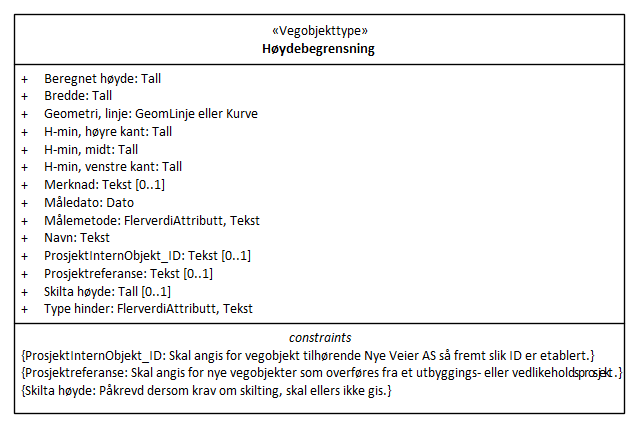 «Vegobjekttype»
Høydebegrensning
+ Beregnet høyde: Tall
+ Bredde: Tall
+ Geometri, linje: GeomLinje eller Kurve
+ H-min, høyre kant: Tall
+ H-min, midt: Tall
+ H-min, venstre kant: Tall
+ Merknad: Tekst [0..1]
+ Måledato: Dato
+ Målemetode: FlerverdiAttributt, Tekst
+ Navn: Tekst
+ ProsjektInternObjekt_ID: Tekst [0..1]
+ Prosjektreferanse: Tekst [0..1]
+ Skilta høyde: Tall [0..1]
+ Type hinder: FlerverdiAttributt, Tekst
constraints
{ProsjektInternObjekt_ID: Skal angis for vegobjekt tilhørende Nye Veier AS så fremt slik ID er etablert.}
{Prosjektreferanse: Skal angis for nye vegobjekter som overføres fra et utbyggings- eller vedlikeholdsprosjekt.}
{Skilta høyde: Påkrevd dersom krav om skilting, skal ellers ikke gis.}